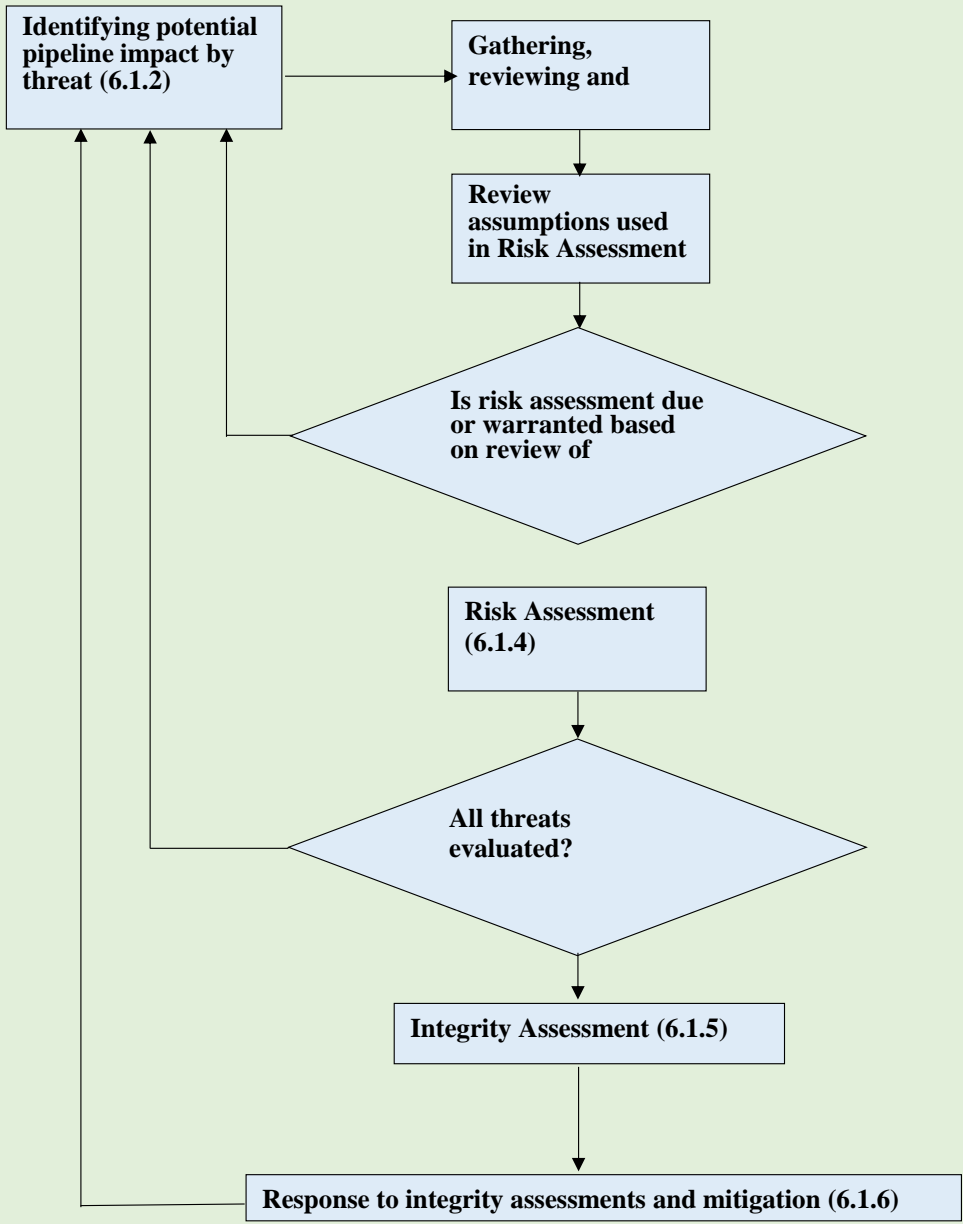 Identifying potential
pipeline impact by
threat (6.1.2)
Gathering,
reviewing and
Review
assumptions used
in Risk Assessment
Is risk assessment due
or warranted based
on review of
Risk Assessment
(6.1.4)
All threats
evaluated?
Integrity Assessment (6.1.5)
Response to integrity assessments and mitigation (6.1.6)